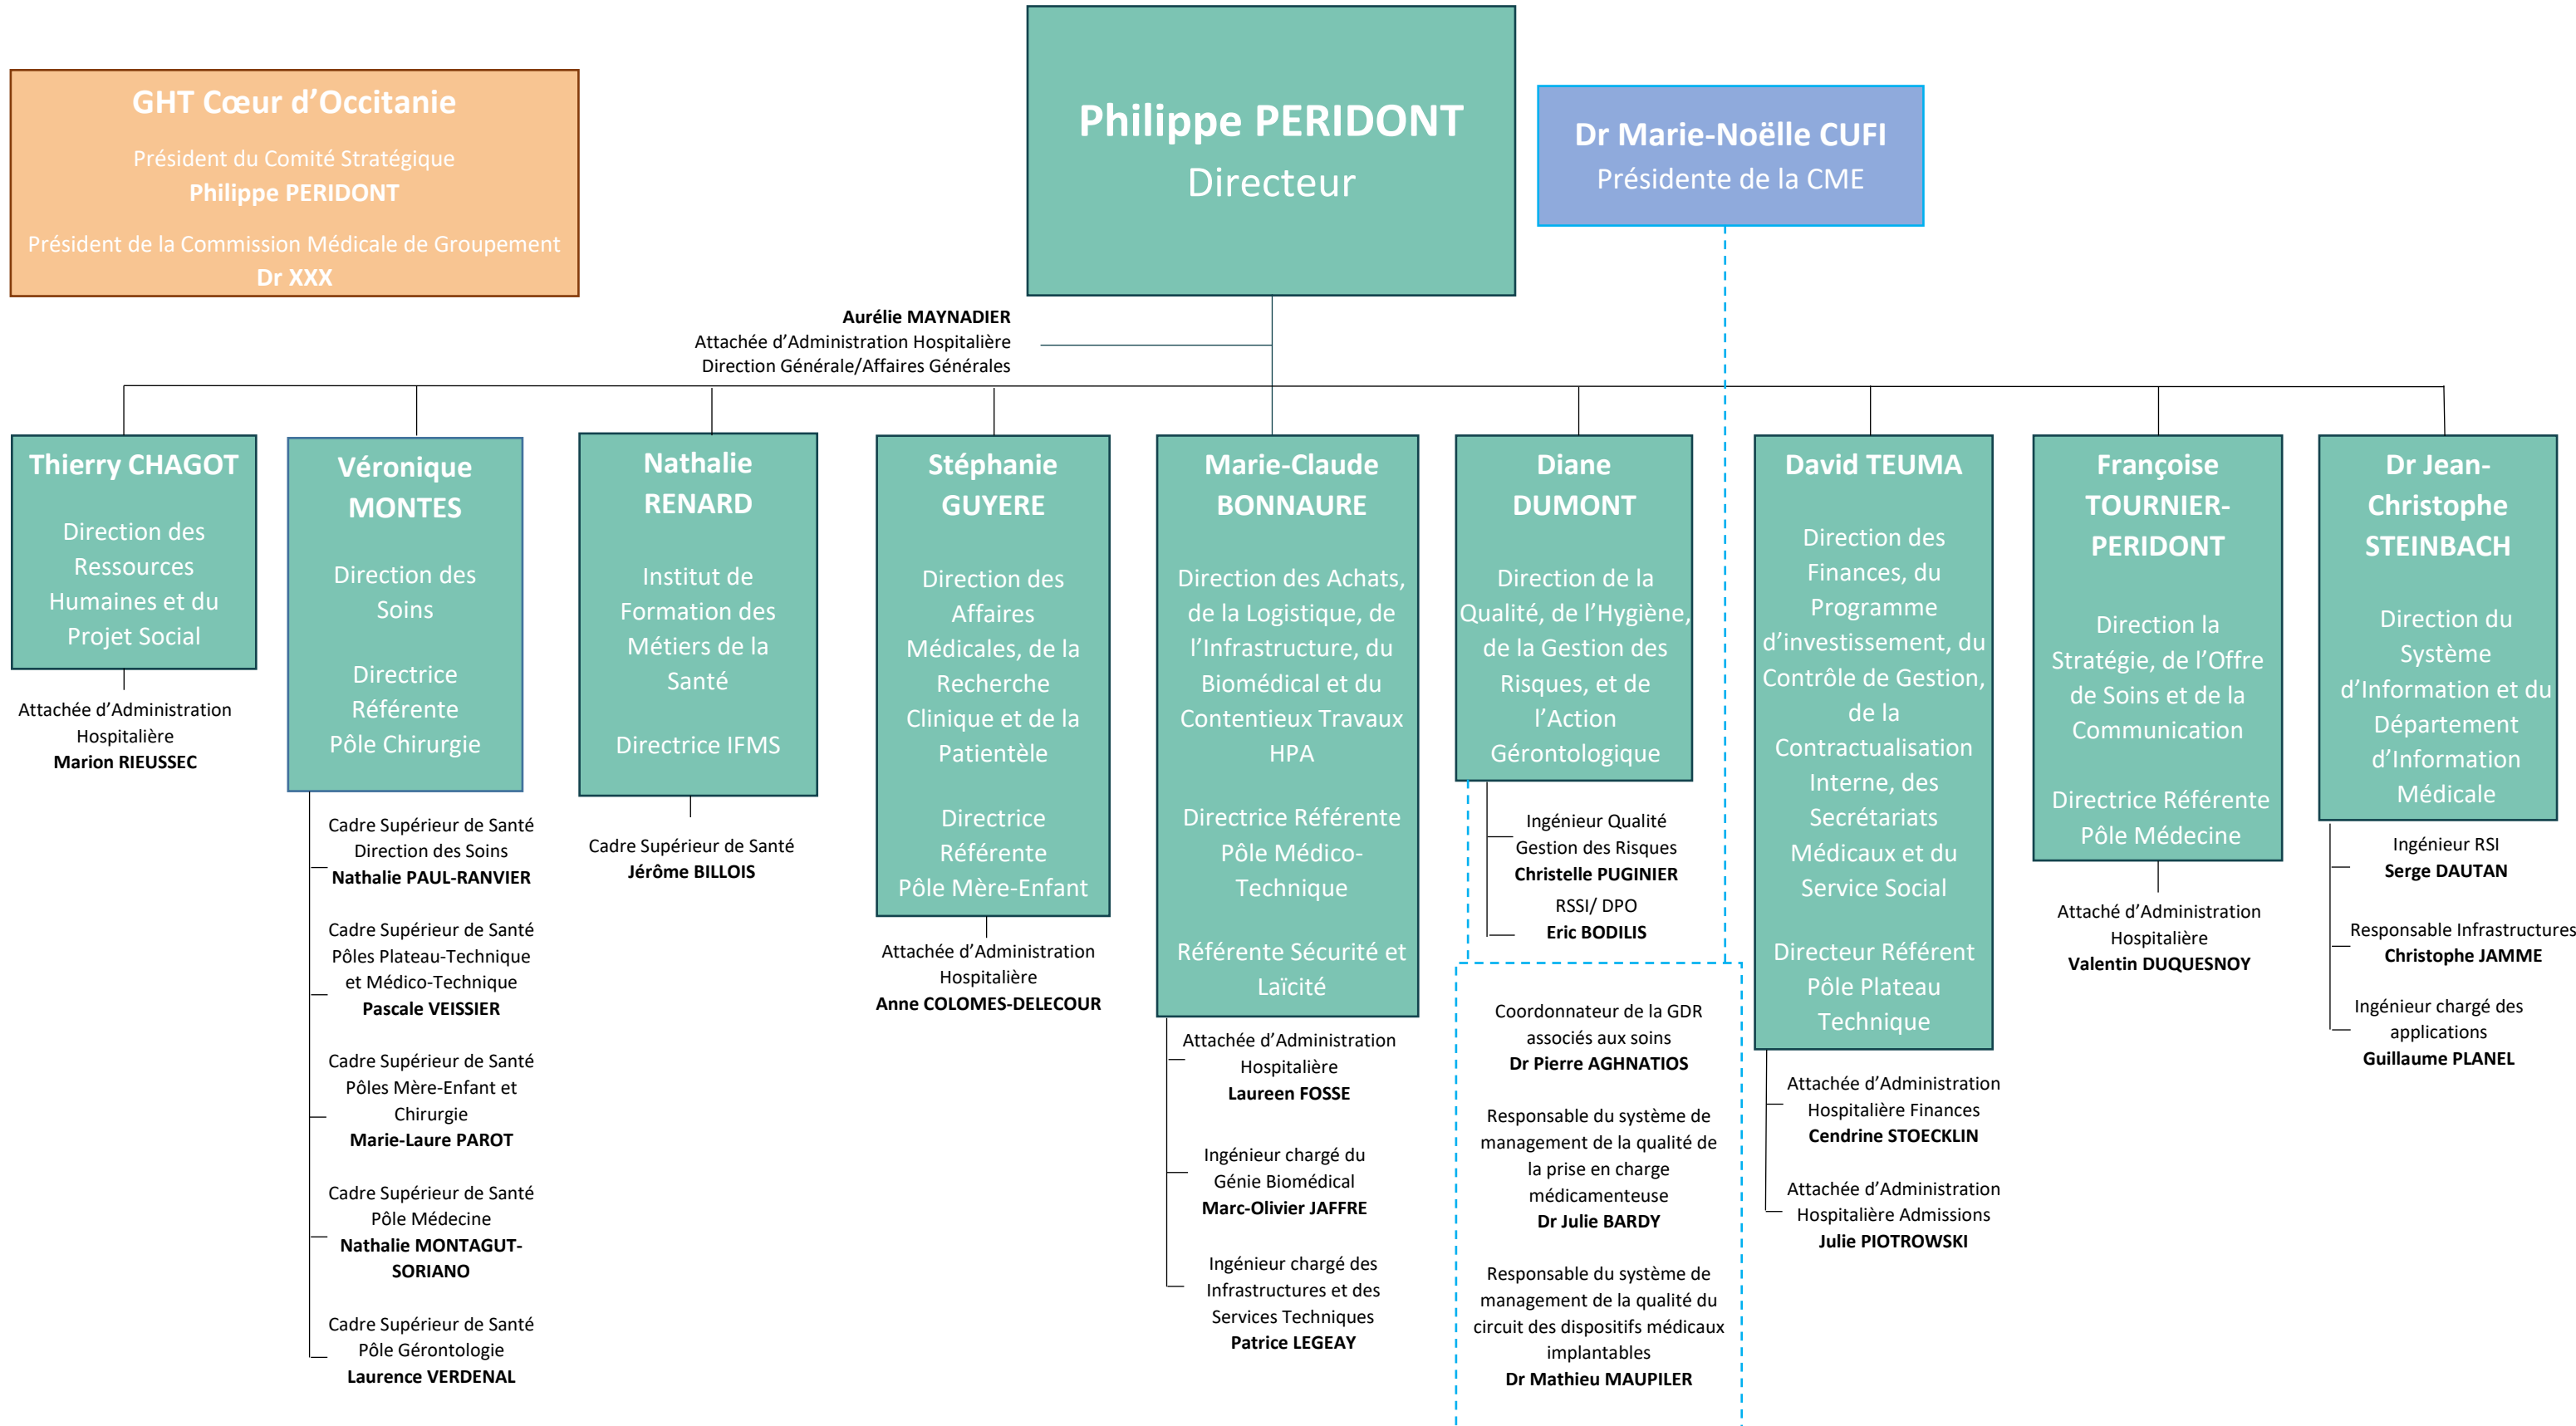 GHT Cœur d’Occitanie
Président du Comité Stratégique
Philippe PERIDONT
Président de la Commission Médicale de Groupement
Dr XXX
Philippe PERIDONT
Directeur
Dr Marie-Noëlle CUFI
Présidente de la CME
Aurélie MAYNADIER
Attachée d’Administration Hospitalière
Direction Générale/Affaires Générales
Thierry CHAGOT
Direction des
Ressources
Humaines et du
Projet Social
Attachée d’Administration
Hospitalière
Marion RIEUSSEC
Véronique
MONTES
Direction des
Soins
Directrice
Référente
Pôle Chirurgie
Cadre Supérieur de Santé
Direction des Soins
Nathalie PAUL-RANVIER
Cadre Supérieur de Santé
Pôles Plateau-Technique
et Médico-Technique
Pascale VEISSIER
Cadre Supérieur de Santé
Pôles Mère-Enfant et
Chirurgie
Marie-Laure PAROT
Cadre Supérieur de Santé
Pôle Médecine
Nathalie MONTAGUT-
SORIANO
Cadre Supérieur de Santé
Pôle Gérontologie
Laurence VERDENAL
Nathalie
RENARD
Institut de
Formation des
Métiers de la
Santé
Directrice IFMS
Cadre Supérieur de Santé
Jérôme BILLOIS
Stéphanie
GUYERE
Direction des
Affaires
Médicales, de la
Recherche
Clinique et de la
Patientèle
Directrice
Référente
Pôle Mère-Enfant
Attachée d’Administration
Hospitalière
Anne COLOMES-DELECOUR
Marie-Claude
BONNAURE
Direction des Achats,
de la Logistique, de
l’Infrastructure, du
Biomédical et du
Contentieux Travaux
HPA
Directrice Référente
Pôle Médico-
Technique
Référente Sécurité et
Laïcité
Attachée d’Administration
Hospitalière
Laureen FOSSE
Ingénieur chargé du
Génie Biomédical
Marc-Olivier JAFFRE
Ingénieur chargé des
Infrastructures et des
Services Techniques
Patrice LEGEAY
Diane
DUMONT
Direction de la
Qualité, de l’Hygiène,
de la Gestion des
Risques, et de
l’Action
Gérontologique
Ingénieur Qualité
Gestion des Risques
Christelle PUGINIER
RSSI/ DPO
Eric BODILIS
Coordonnateur de la GDR
associés aux soins
Dr Pierre AGHNATIOS
Responsable du système de
management de la qualité de
la prise en charge
médicamenteuse
Dr Julie BARDY
Responsable du système de
management de la qualité du
circuit des dispositifs médicaux
implantables
Dr Mathieu MAUPILER
David TEUMA
Direction des
Finances, du
Programme
d’investissement, du
Contrôle de Gestion,
de la
Contractualisation
Interne, des
Secrétariats
Médicaux et du
Service Social
Directeur Référent
Pôle Plateau
Technique
Attachée d’Administration
Hospitalière Finances
Cendrine STOECKLIN
Attachée d’Administration
Hospitalière Admissions
Julie PIOTROWSKI
Françoise
TOURNIER-
PERIDONT
Direction la
Stratégie, de l’Offre
de Soins et de la
Communication
Directrice Référente
Pôle Médecine
Attaché d’Administration
Hospitalière
Valentin DUQUESNOY
Dr Jean-
Christophe
STEINBACH
Direction du
Système
d’Information et du
Département
d’Information
Médicale
Ingénieur RSI
Serge DAUTAN
Responsable Infrastructures
Christophe JAMME
Ingénieur chargé des
applications
Guillaume PLANEL